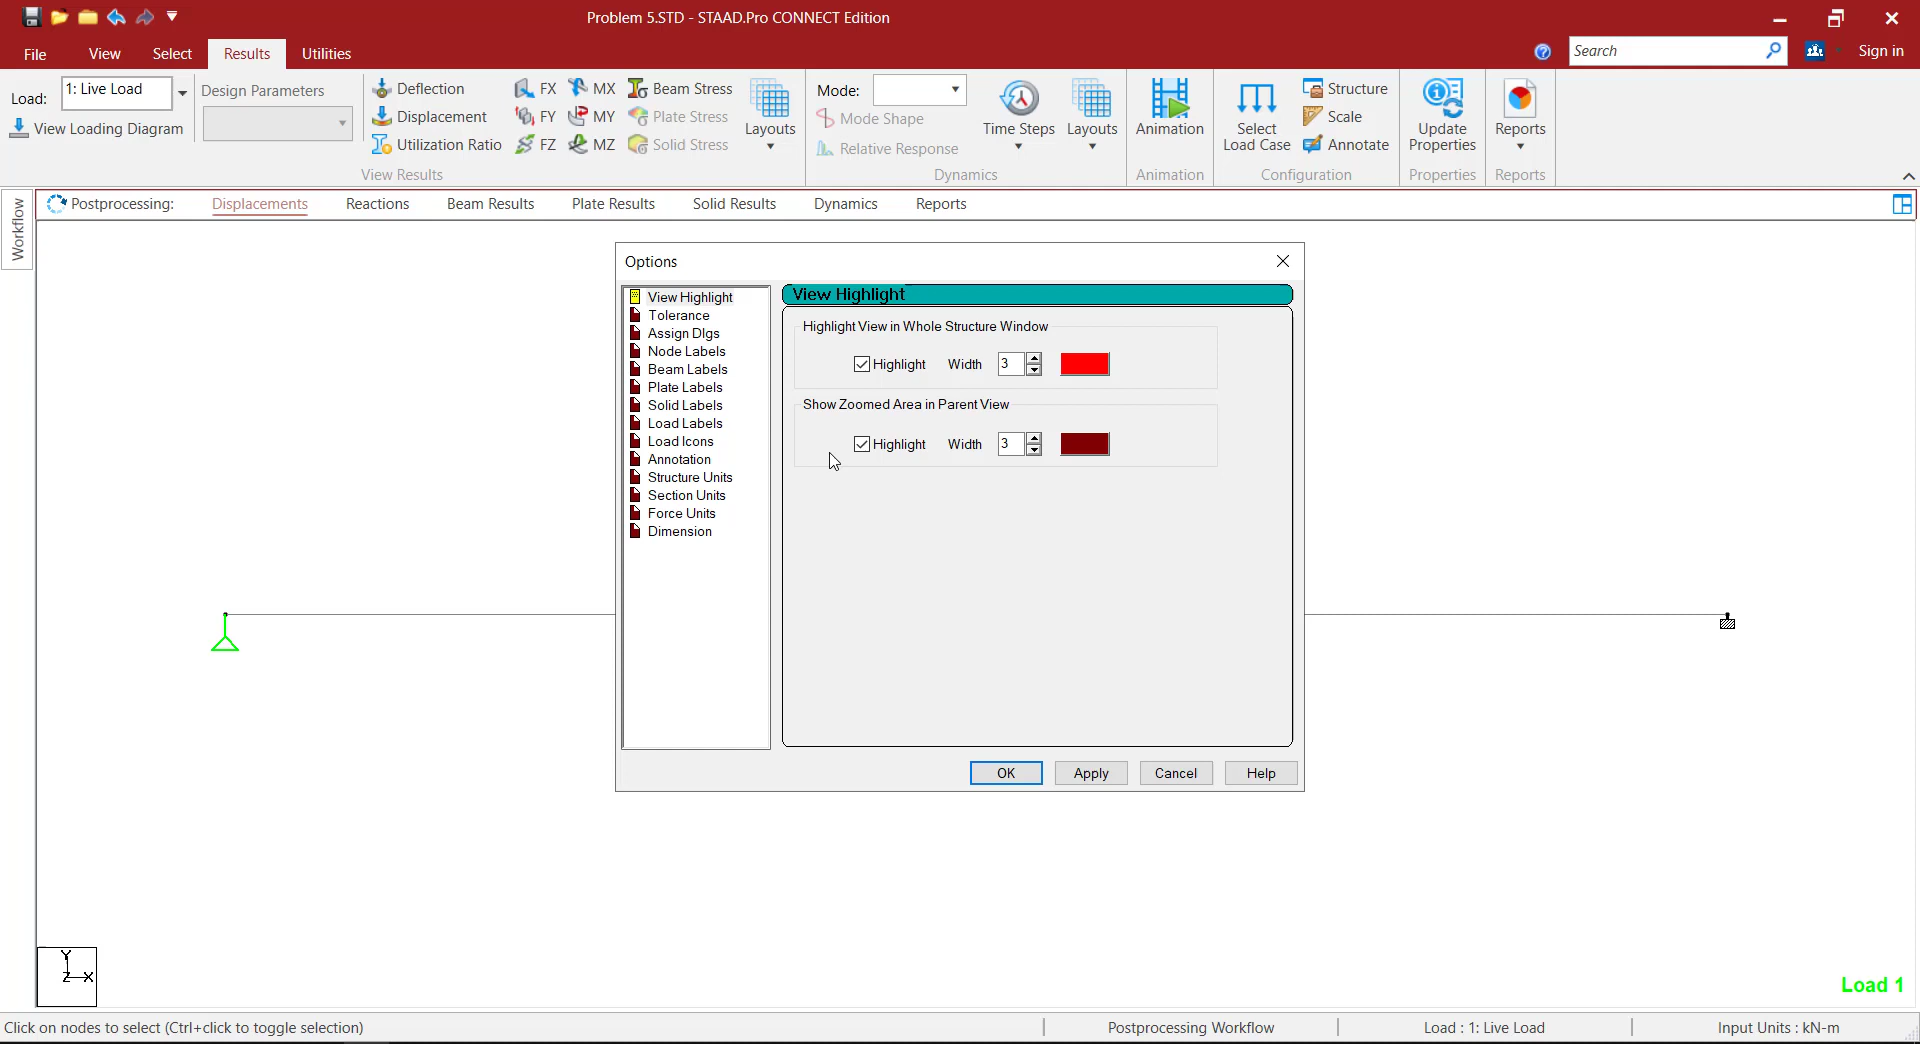 Problem 5.STD - STAAD.Pro CONNECT Edition
File View Select Results Utilities
Search
Sign in
Load: 1: Live Load
View Loading Diagram
Design Parameters
Deflection
Displacement
Utilization Ratio
FX MX
FY MY
FZ MZ
Beam Stress
Plate Stress
Solid Stress
Layouts
View Results
Mode:
Mode Shape
Relative Response
Time Steps
Layouts
Dynamics
Animation
Animation
Select
Load Case
Structure
Scale
Annotate
Configuration
Update
Properties
Properties
Reports
Reports
Workflow
Postprocessing: Displacements Reactions Beam Results Plate Results Solid Results Dynamics Reports
Options
View Highlight
Tolerance
Assign Dlgs
Node Labels
Beam Labels
Plate Labels
Solid Labels
Load Labels
Load Icons
Annotation
Structure Units
Section Units
Force Units
Dimension
View Highlight
Highlight View in Whole Structure Window
Highlight Width 3
Show Zoomed Area in Parent View
Highlight Width 3
OK Apply Cancel Help
Y
Z X
Load 1
Click on nodes to select (Ctrl+click to toggle selection)
Postprocessing Workflow
Load : 1: Live Load
Input Units : kN-m